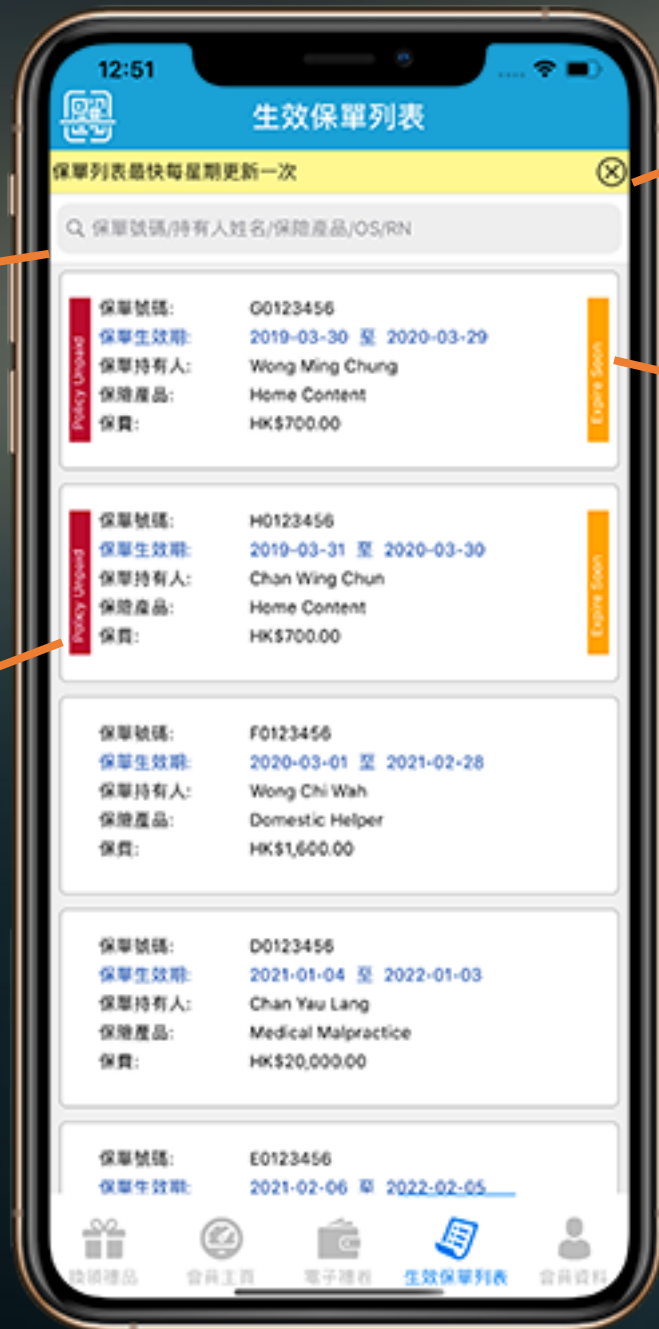 12:51
生效保單列表
保單列表最快每星期更新一次
保單號碼/持有人姓名/保險產品/OS/RN
Policy Unpaid
保單號碼: G0123456
保單生效期: 2019-03-30 至 2020-03-29
保單持有人: Wong Ming Chung
保險產品: Home Content
保費: HK$700.00
Expire Soon
Policy Unpaid
保單號碼: H0123456
保單生效期: 2019-03-31 至 2020-03-30
保單持有人: Chan Wing Chun
保險產品: Home Content
保費: HK$700.00
Expire Soon
保單號碼: F0123456
保單生效期: 2020-03-01 至 2021-02-28
保單持有人: Wong Chi Wah
保險產品: Domestic Helper
保費: HK$1,600.00
保單號碼: D0123456
保單生效期: 2021-01-04 至 2022-01-03
保單持有人: Chan Yau Lang
保險產品: Medical Malpractice
保費: HK$20,000.00
保單號碼: E0123456
保單生效期: 2021-02-06 至 2022-02-05
換領禮品 會員主頁 電子禮券 生效保單列表 會員資料